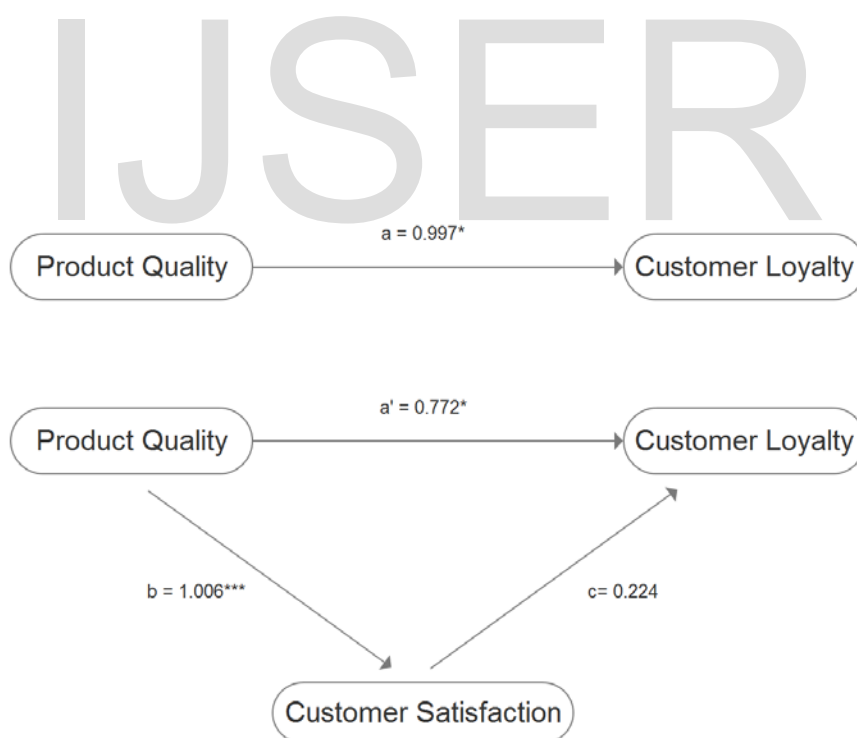 IJSER
a = 0.997*
Product Quality
Customer Loyalty
a' = 0.772*
Product Quality
Customer Loyalty
b = 1.006***
c= 0.224
Customer Satisfaction